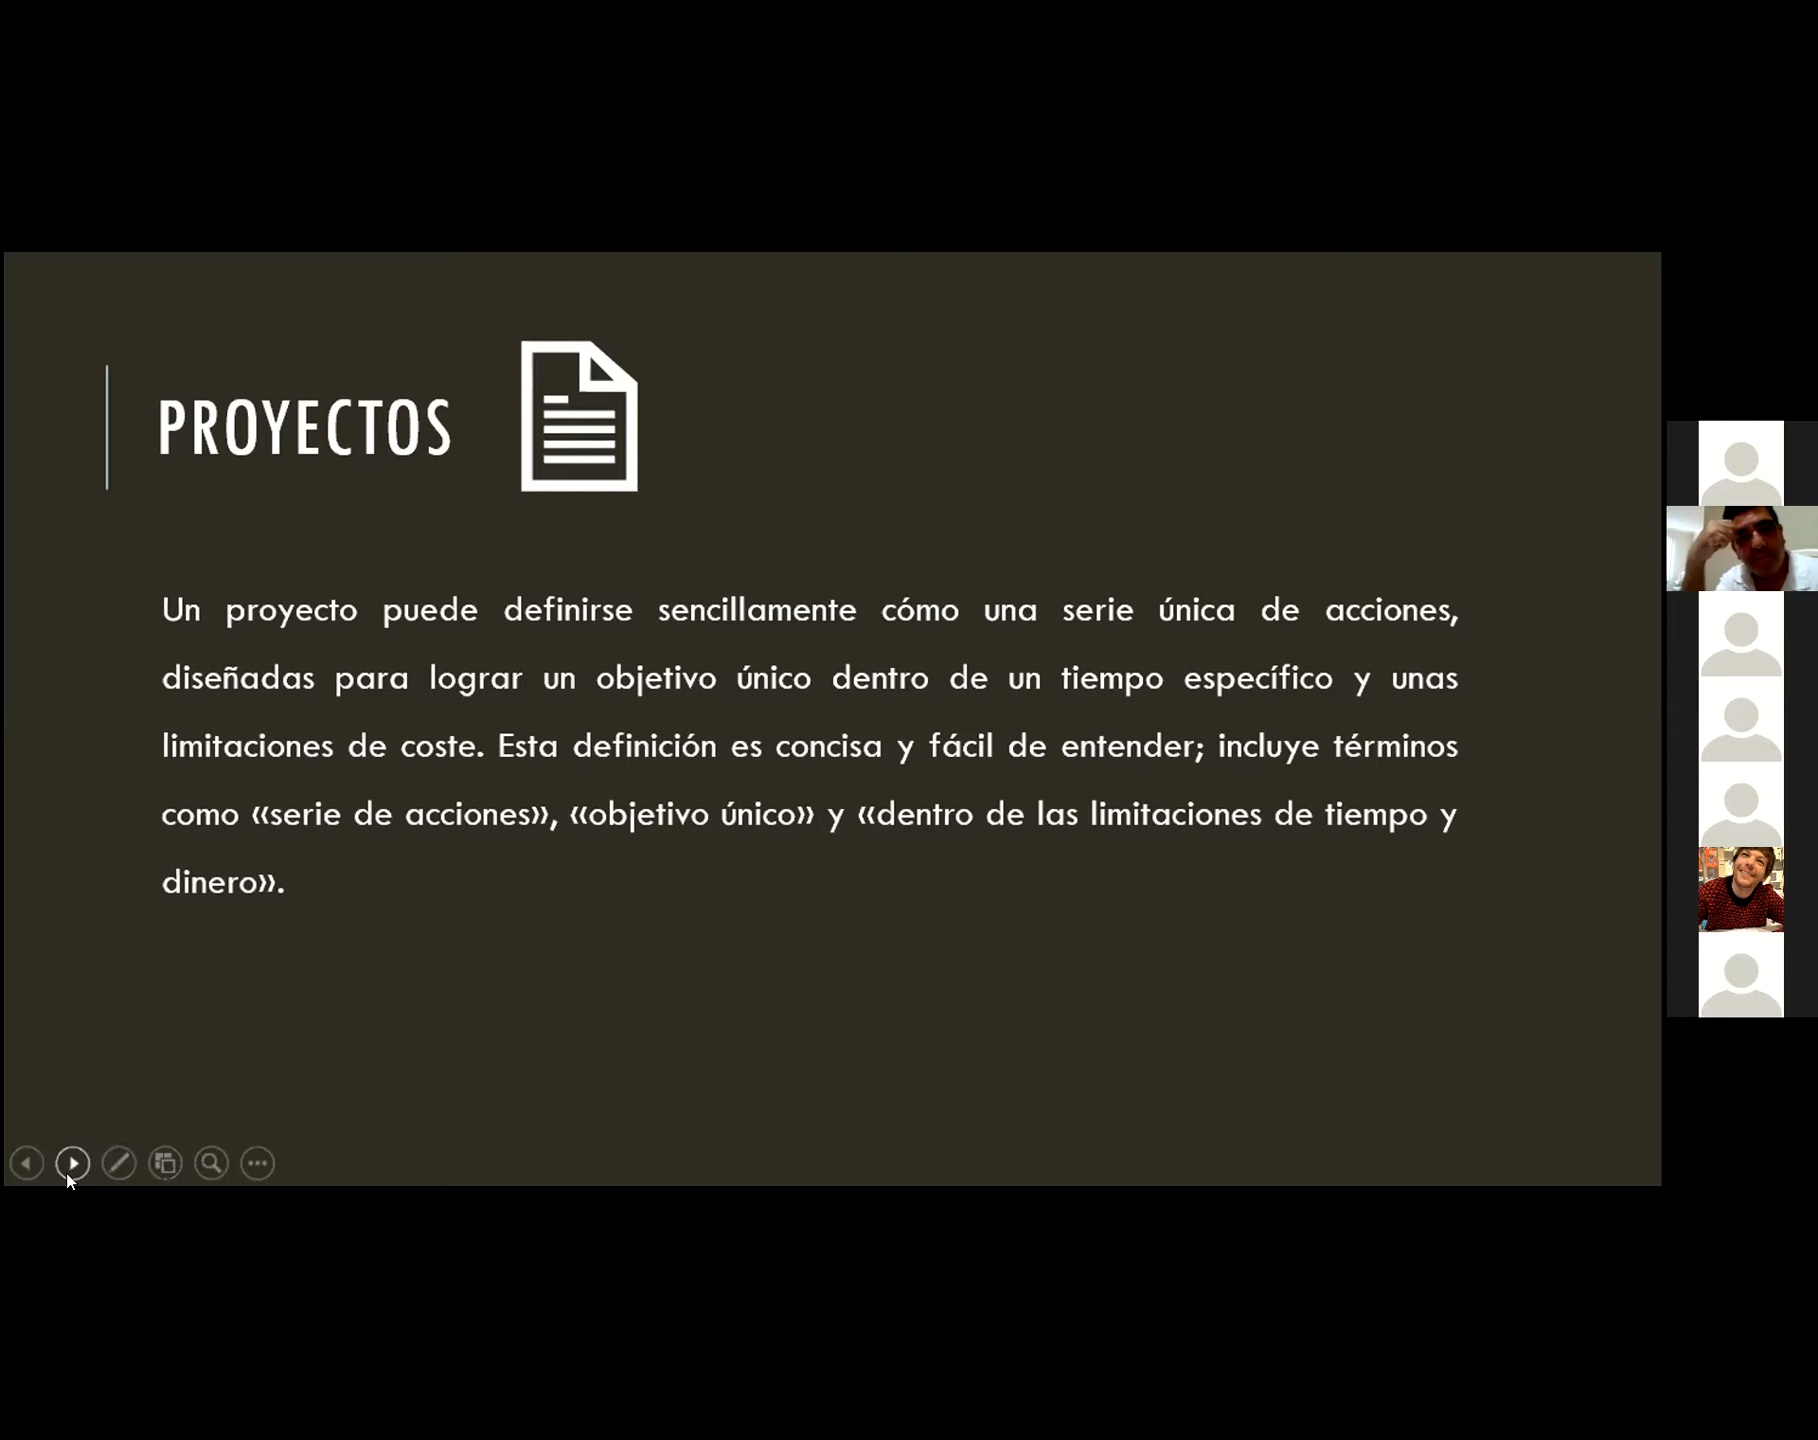 PROYECTOS
Un proyecto puede definirse sencillamente cómo una serie única de acciones,
diseñadas para lograr un objetivo único dentro de un tiempo específico y unas
limitaciones de coste. Esta definición es concisa y fácil de entender; incluye términos
como «serie de acciones», «objetivo único» y «dentro de las limitaciones de tiempo y
dinero».